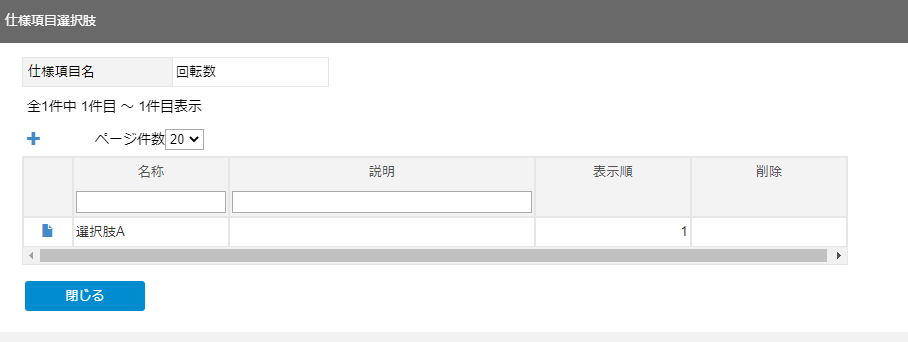 仕様項目選択肢
仕様項目名 回転数
全1件中 1件目 ～ 1件目表示
ページ件数 20
名称 説明 表示順 削除
選択肢A 1
閉じる